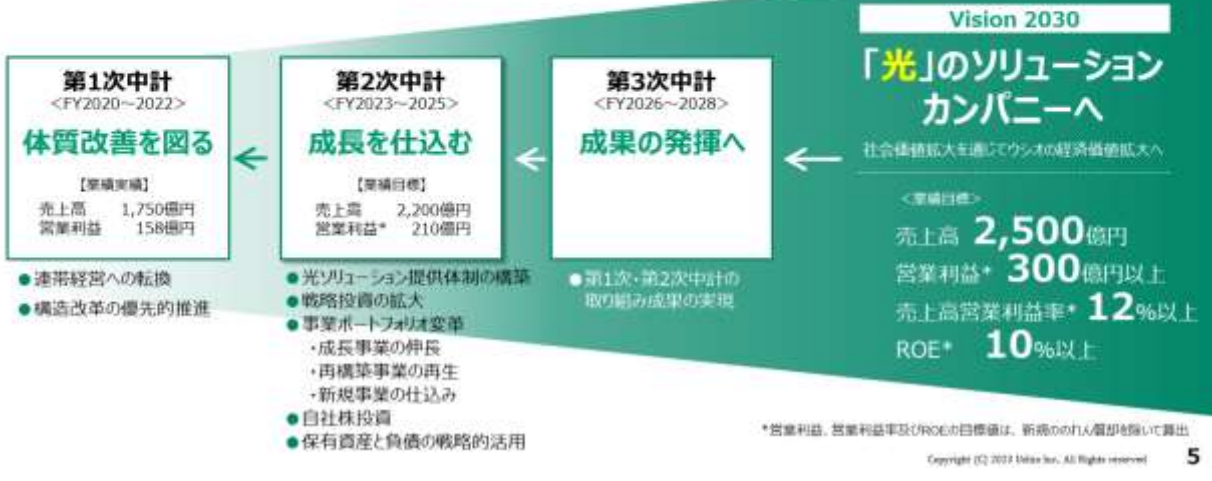 第1次中計
<FY2020～2022>
体質改善を図る
【業績実績】
売上高 1,750億円
営業利益 158億円
●連帯経営への転換
●構造改革の優先的推進
第2次中計
<FY2023～2025>
成長を仕込む
【業績目標】
売上高 2,200億円
営業利益* 210億円
●光ソリューション提供体制の構築
●戦略投資の拡大
●事業ポートフォリオ変革
・成長事業の伸長
・再構築事業の再生
・新規事業の仕込み
●自社株投資
●保有資産と負債の戦略的活用
第3次中計
<FY2026～2028>
成果の発揮へ
●第1次・第2次中計の
取り組み成果の実現
Vision 2030
「光」のソリューション
カンパニーへ
社会価値拡大を通じてウシオの経済価値拡大へ
<業績目標>
売上高 2,500億円
営業利益* 300億円以上
売上高営業利益率* 12%以上
ROE* 10%以上
*営業利益、営業利益率及びROEの目標値は、新規ののれん償却を除いて算出
Copyright (C) 2023 Ushio Inc. All Rights reserved
5